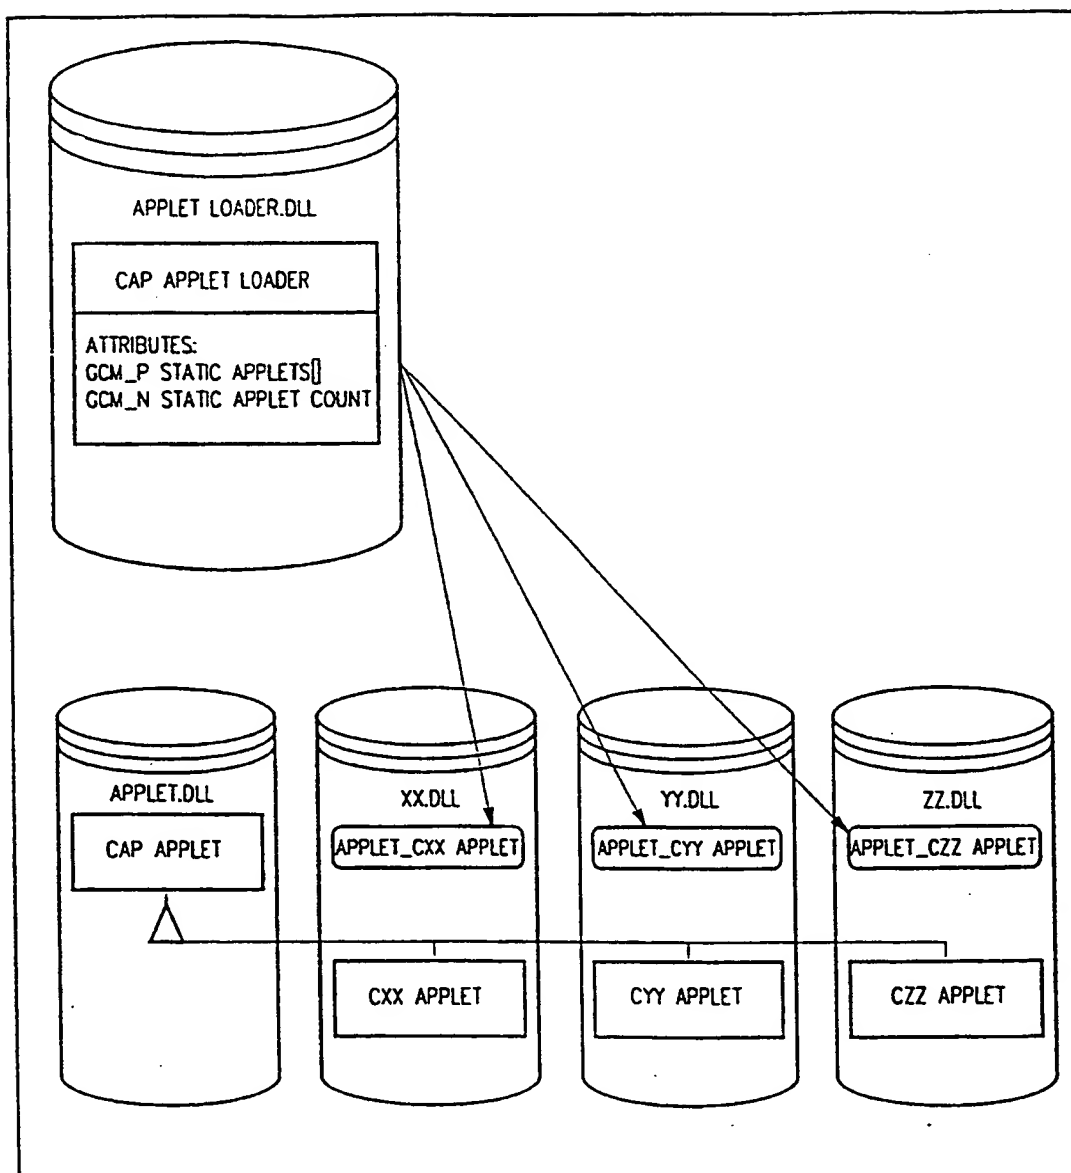 APPLET LOADER.DLL
CAP APPLET LOADER
ATTRIBUTES:
GCM_P STATIC APPLETS[]
GCM_N STATIC APPLET COUNT
APPLET.DLL
CAP APPLET
XX.DLL
APPLET_CXX APPLET
YY.DLL
APPLET_CYY APPLET
ZZ.DLL
APPLET_CZZ APPLET
CXX APPLET
CYY APPLET
CZZ APPLET